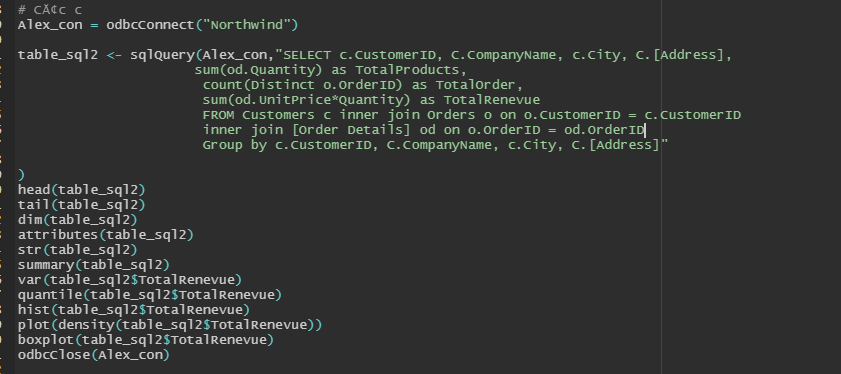 # CÃ¢c c
Alex_con = odbcConnect("Northwind")
table_sql2 <- sqlQuery(Alex_con,"SELECT c.CustomerID, C.CompanyName, c.City, C.[Address],
sum(od.Quantity) as TotalProducts,
count(Distinct o.OrderID) as TotalOrder,
sum(od.UnitPrice*Quantity) as TotalRenevue
FROM Customers c inner join Orders o on o.CustomerID = c.CustomerID
inner join [Order Details] od on o.OrderID = od.OrderID
Group by c.CustomerID, C.CompanyName, c.City, C.[Address]"
)
head(table_sql2)
tail(table_sql2)
dim(table_sql2)
attributes(table_sql2)
str(table_sql2)
summary(table_sql2)
var(table_sql2$TotalRenevue)
quantile(table_sql2$TotalRenevue)
hist(table_sql2$TotalRenevue)
plot(density(table_sql2$TotalRenevue))
boxplot(table_sql2$TotalRenevue)
odbcClose(Alex_con)